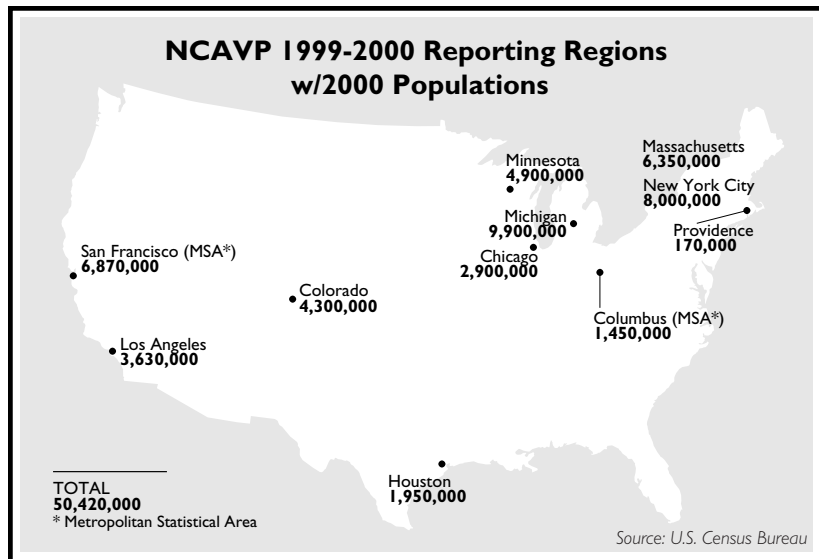 NCAVP 1999-2000 Reporting Regions
w/2000 Populations
Massachusetts
6,350,000
Minnesota
4,900,000
New York City
8,000,000
Michigan
9,900,000
Providence
170,000
San Francisco (MSA*)
6,870,000
Chicago
2,900,000
Colorado
4,300,000
Columbus (MSA*)
1,450,000
Los Angeles
3,630,000
Houston
1,950,000
TOTAL
50,420,000
* Metropolitan Statistical Area
Source: U.S. Census Bureau